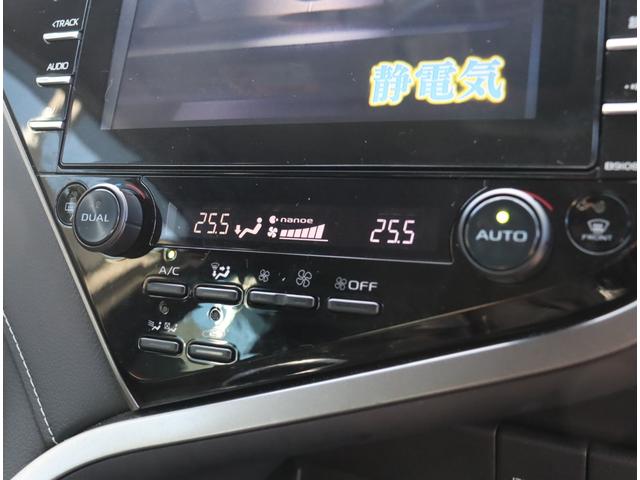 <TRACK
AUDIO
静電気
DUAL
25.5
nanoe
25.5
AUTO
FRONT
A/C
OFF